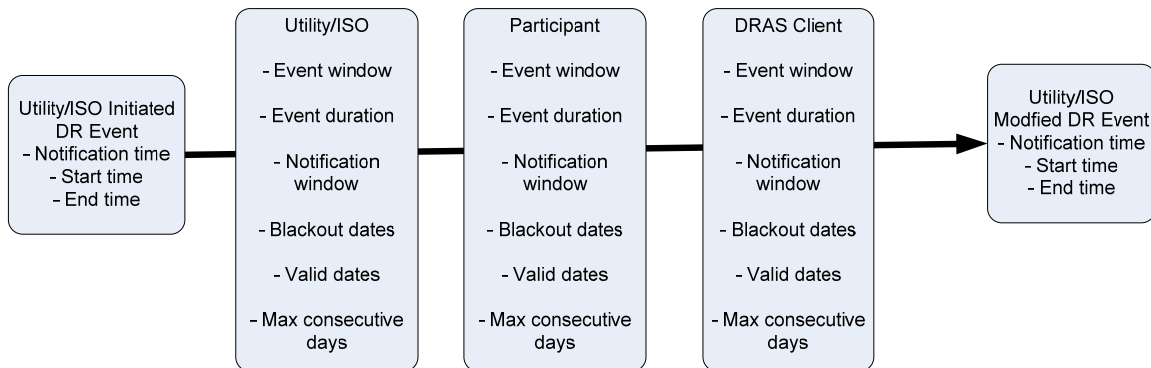 Utility/ISO Initiated
DR Event
- Notification time
- Start time
- End time
Utility/ISO
- Event window
- Event duration
- Notification
window
- Blackout dates
- Valid dates
- Max consecutive
days
Participant
- Event window
- Event duration
- Notification
window
- Blackout dates
- Valid dates
- Max consecutive
days
DRAS Client
- Event window
- Event duration
- Notification
window
- Blackout dates
- Valid dates
- Max consecutive
days
Utility/ISO
Modfied DR Event
- Notification time
- Start time
- End time